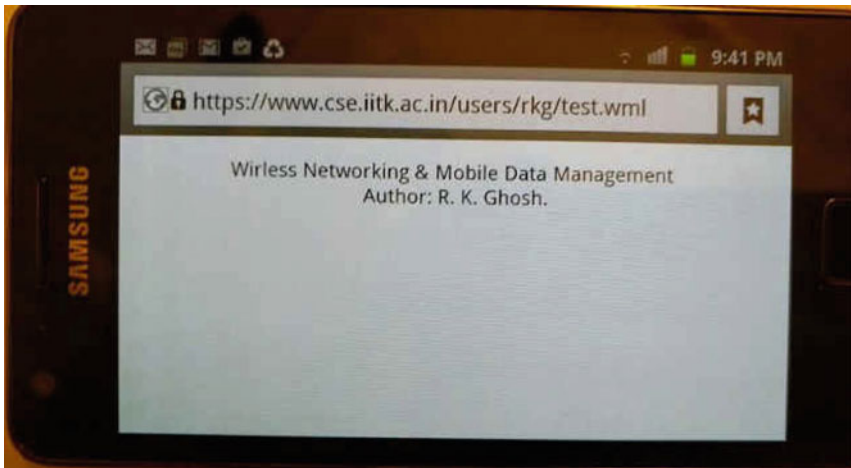 9:41 PM
https://www.cse.iitk.ac.in/users/rkg/test.wml
Wirless Networking & Mobile Data Management
Author: R. K. Ghosh.
SAMSUNG